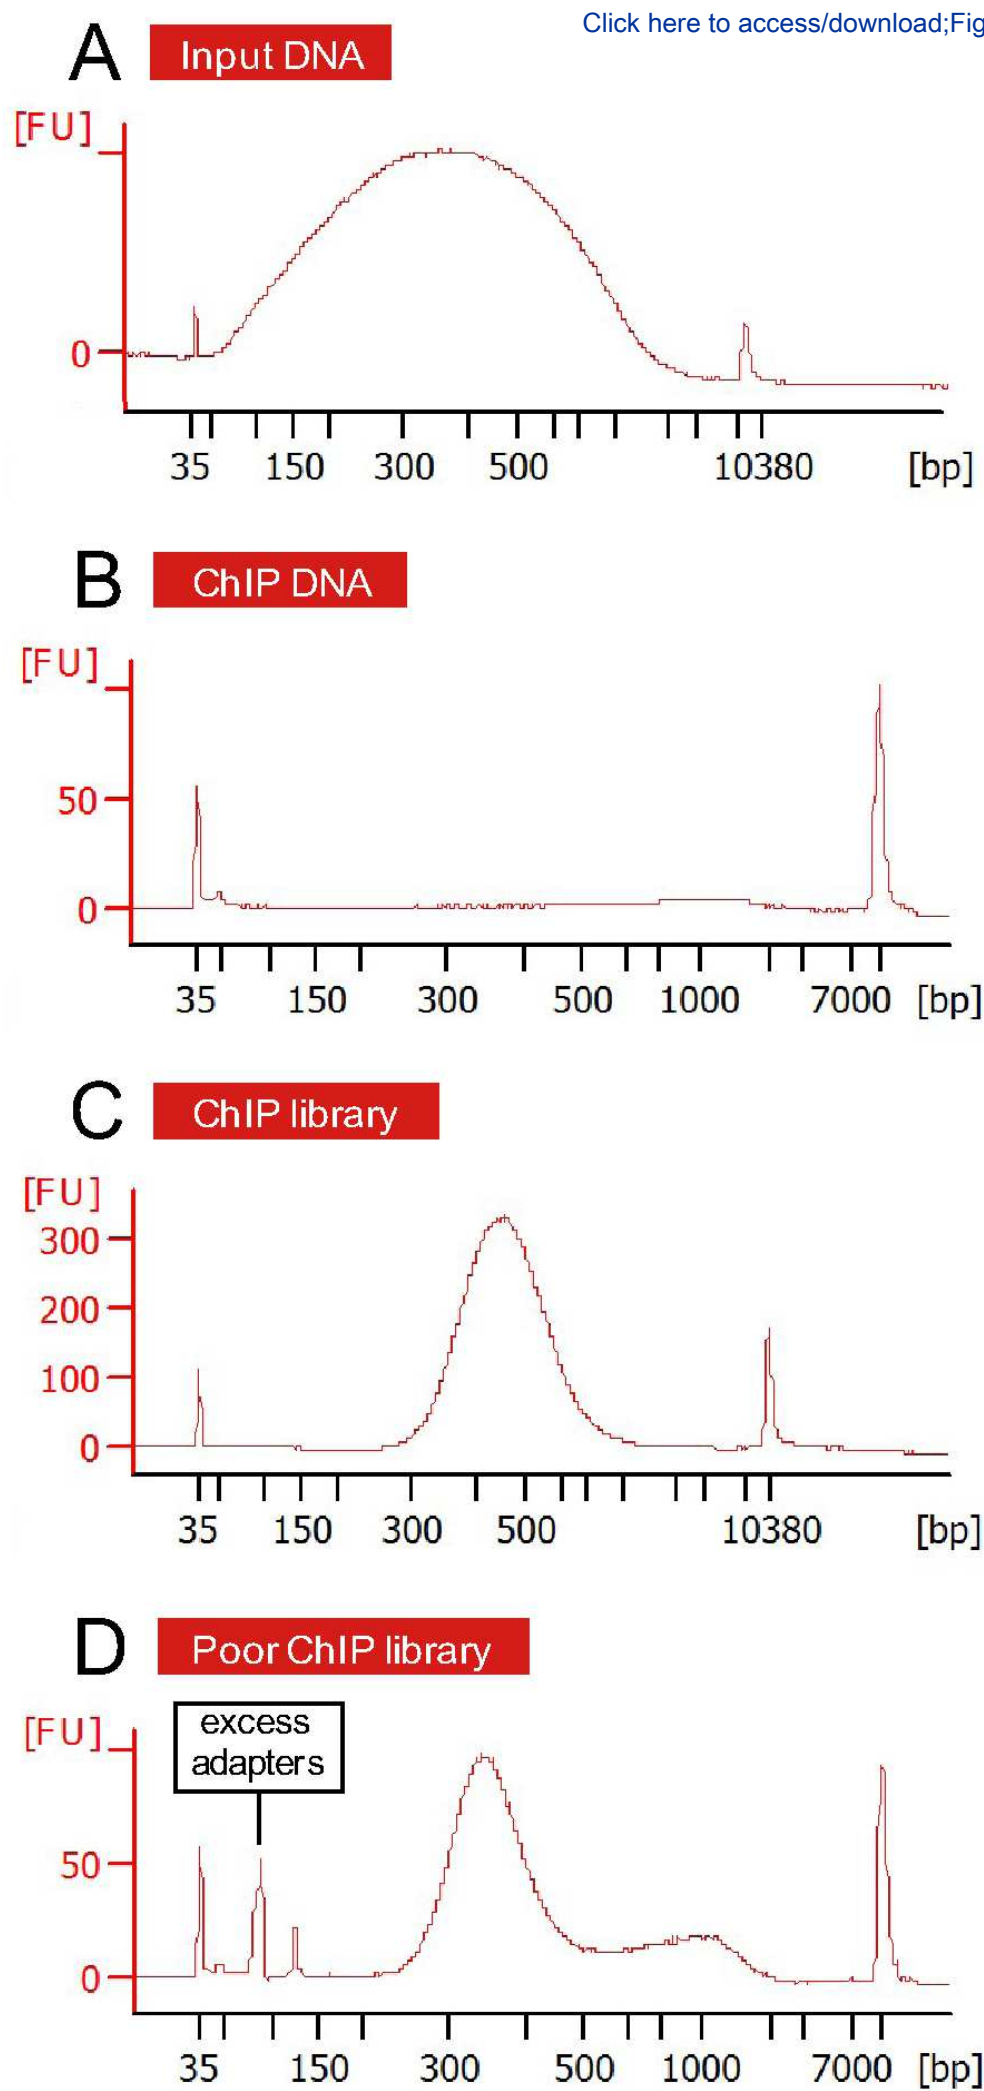 Click here to access/download;Fig
A Input DNA
[FU]
0
35 150 300 500 10380 [bp]
B ChIP DNA
[FU]
50
0
35 150 300 500 1000 7000 [bp]
C ChIP library
[FU]
300
200
100
0
35 150 300 500 10380 [bp]
D Poor ChIP library
[FU]
excess
adapters
50
0
35 150 300 500 1000 7000 [bp]